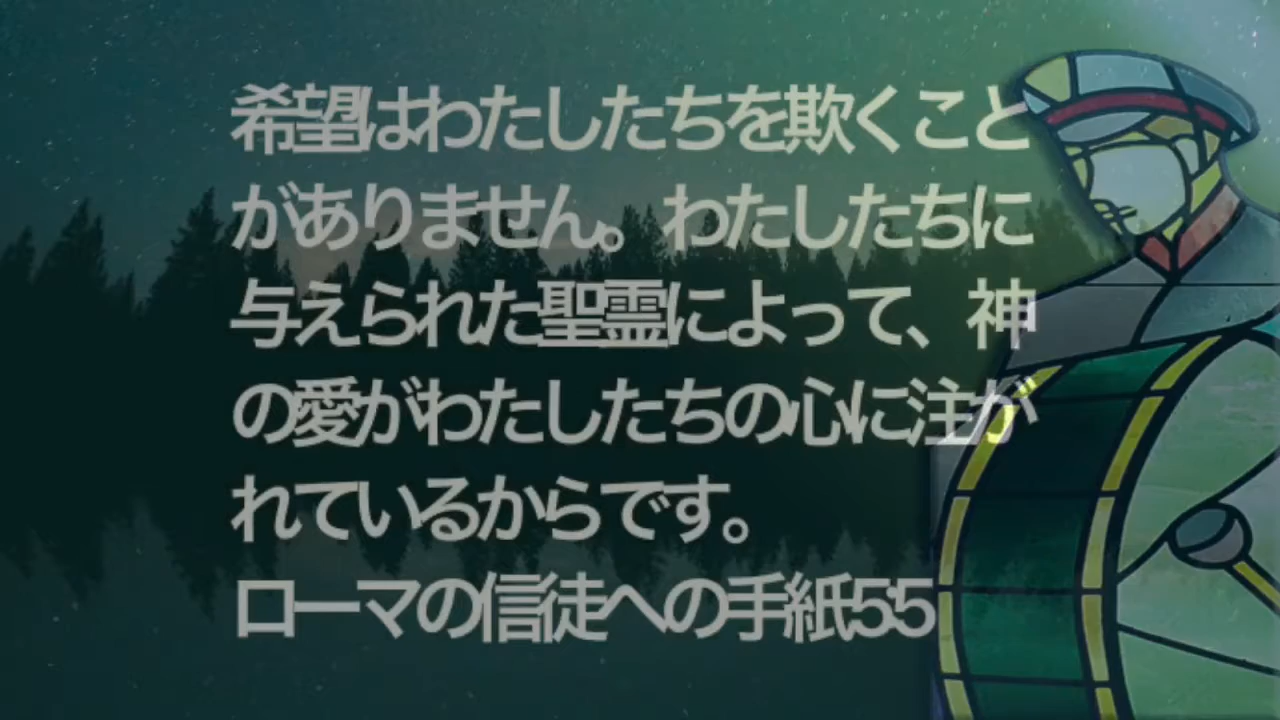 希望はわたしたちを欺くこと
がありません。わたしたちに
与えられた聖霊によって、神
の愛がわたしたちの心に注が
れているからです。
ローマの信徒への手紙5:5